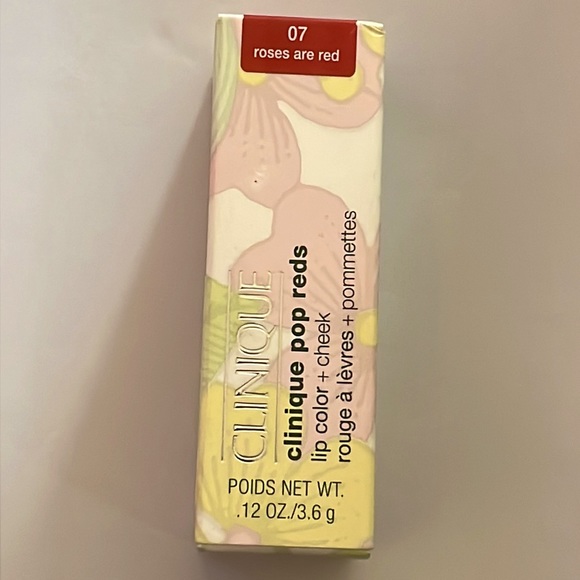 07
roses are red
CLINIQUE
clinique pop reds
lip color + cheek
rouge à lèvres + pommettes
POIDS NET WT.
.12 OZ./3.6 g